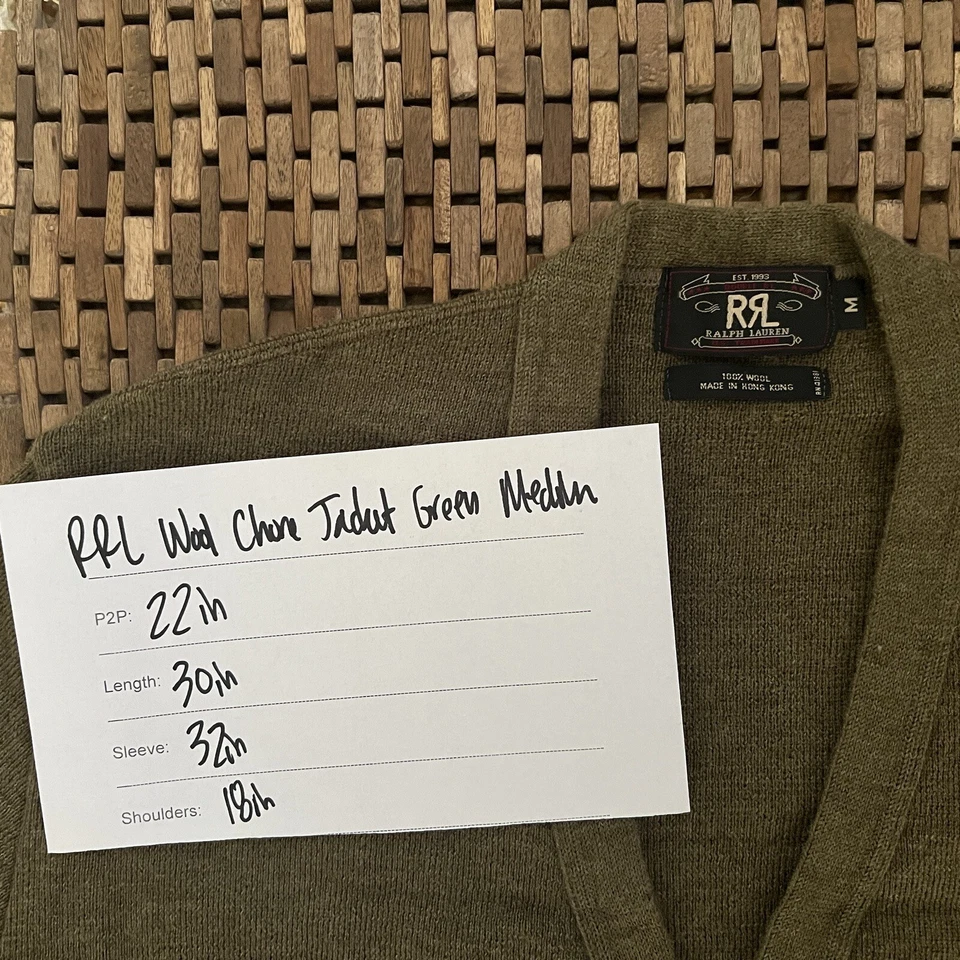 EST. 1993
RRL
RALPH LAUREN
M
100% WOOL
MADE IN HONG KONG
RRL Wool Chore Jacket Green Medium
P2P: 22in
Length: 30in
Sleeve: 32in
Shoulders: 18in